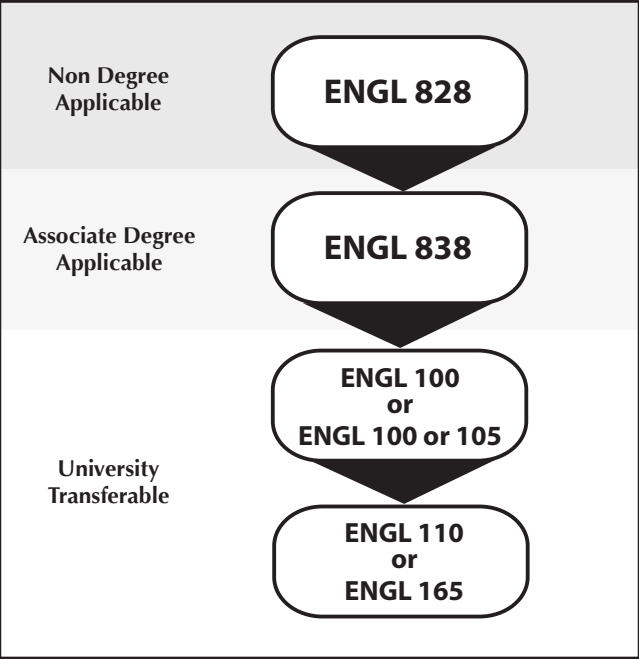 Non Degree
Applicable
ENGL 828
Associate Degree
Applicable
ENGL 838
University
Transferable
ENGL 100
or
ENGL 100 or 105
ENGL 110
or
ENGL 165